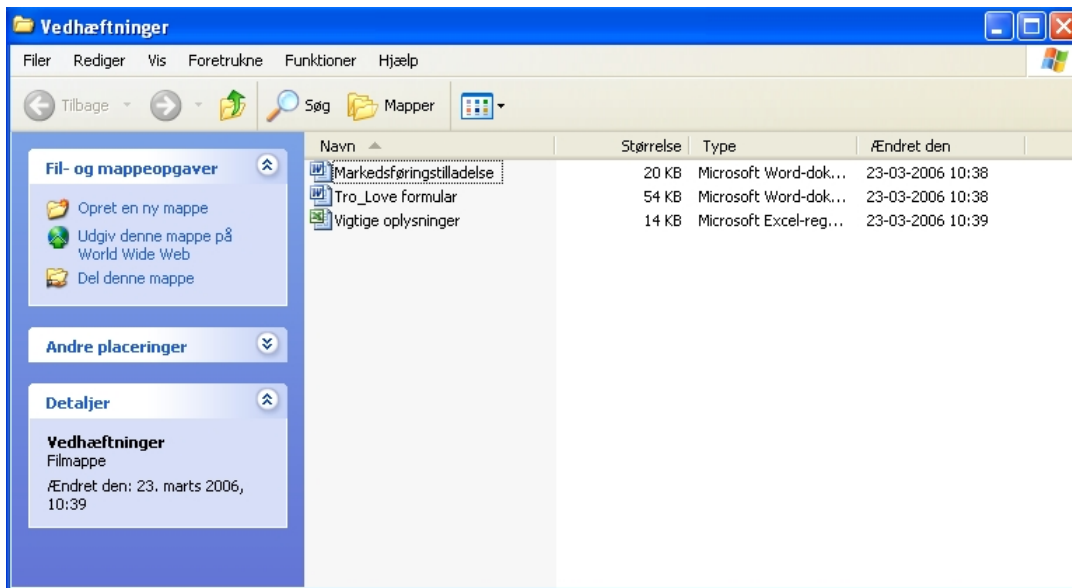 Vedhæftninger
Filer Rediger Vis Foretrukne Funktioner Hjælp
Tilbage Søg Mapper
Fil- og mappeopgaver
Opret en ny mappe
Udgiv denne mappe på
World Wide Web
Del denne mappe
Andre placeringer
Detaljer
Vedhæftninger
Filmappe
Ændret den: 23. marts 2006,
10:39
Navn Størrelse Type Ændret den
Markedsføringstilladelse 20 KB Microsoft Word-dok... 23-03-2006 10:38
Tro_Love formular 54 KB Microsoft Word-dok... 23-03-2006 10:38
Vigtige oplysninger 14 KB Microsoft Excel-reg... 23-03-2006 10:39